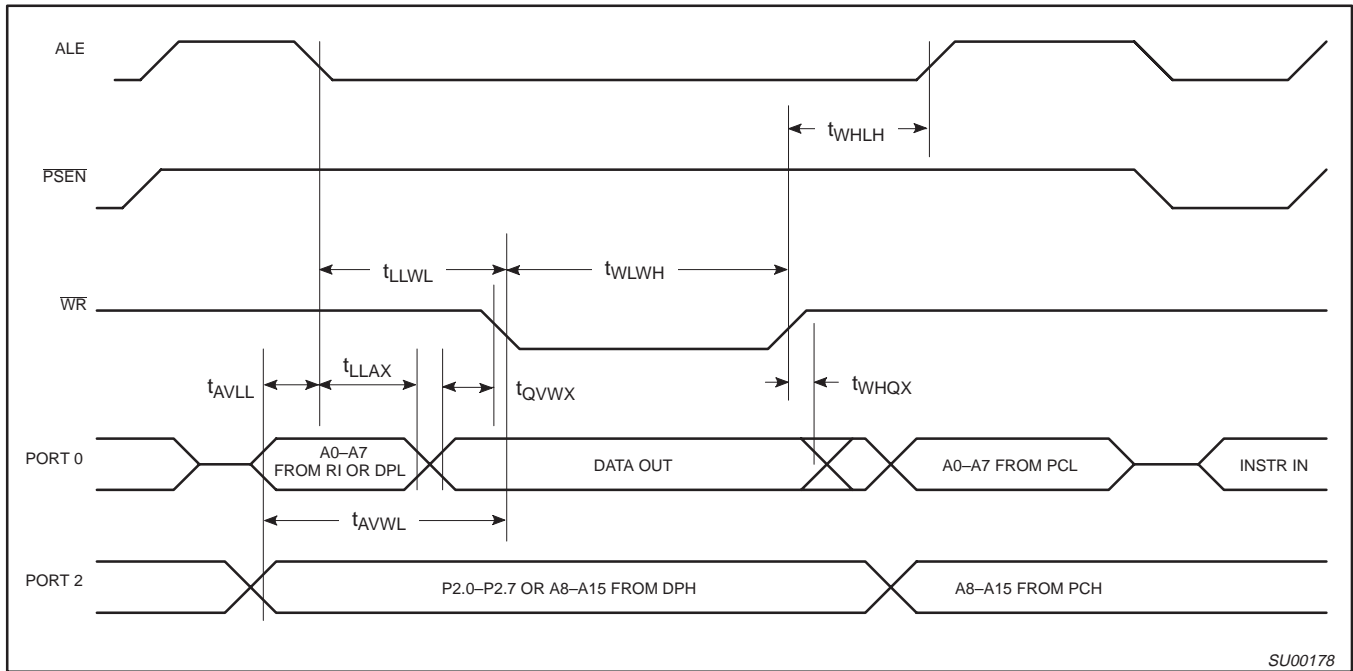 ALE
tWHLH
PSEN
tLLWL
tWLWH
WR
tLLAX
tAVLL
tQVWX
tWHQX
PORT 0
A0–A7
FROM RI OR DPL
DATA OUT
A0–A7 FROM PCL
INSTR IN
tAVWL
PORT 2
P2.0–P2.7 OR A8–A15 FROM DPH
A8–A15 FROM PCH
SU00178